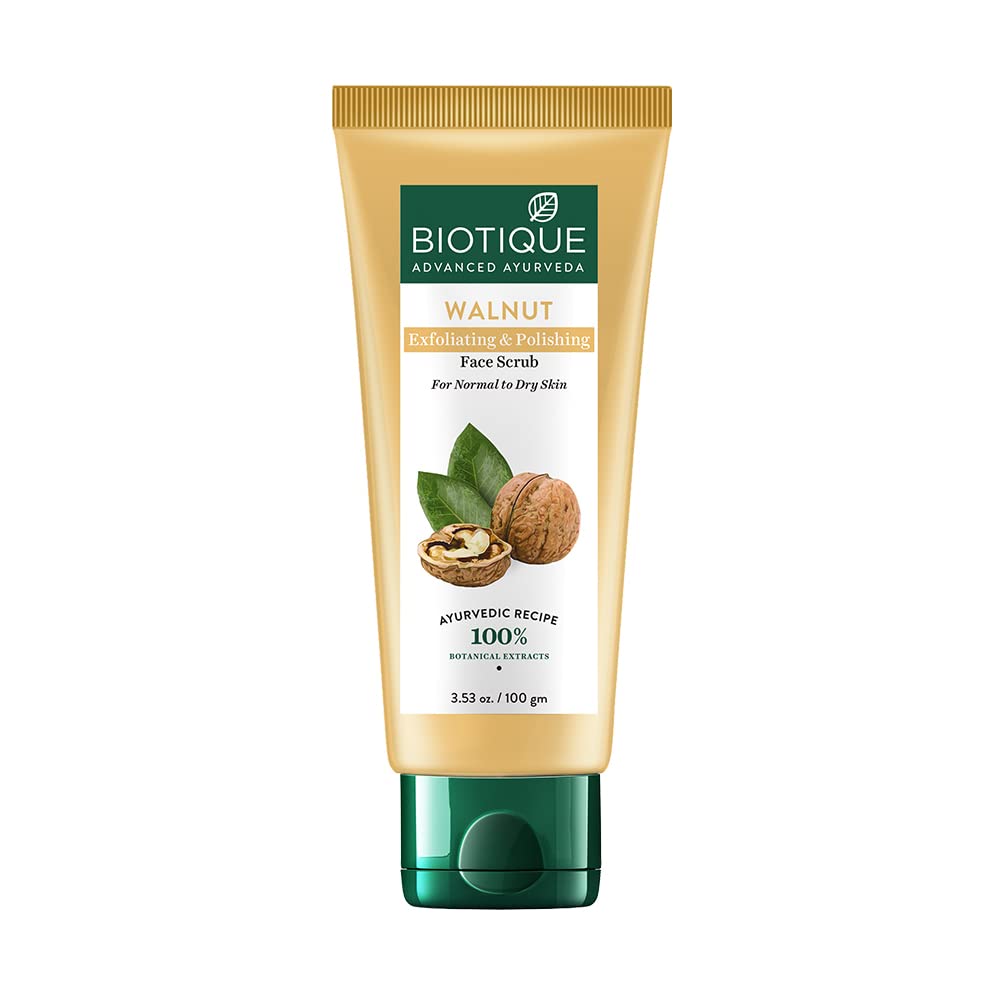 BIOTIQUE
ADVANCED AYURVEDA
WALNUT
Exfoliating & Polishing
Face Scrub
For Normal to Dry Skin
AYURVEDIC RECIPE
100%
BOTANICAL EXTRACTS
3.53 oz. / 100 gm